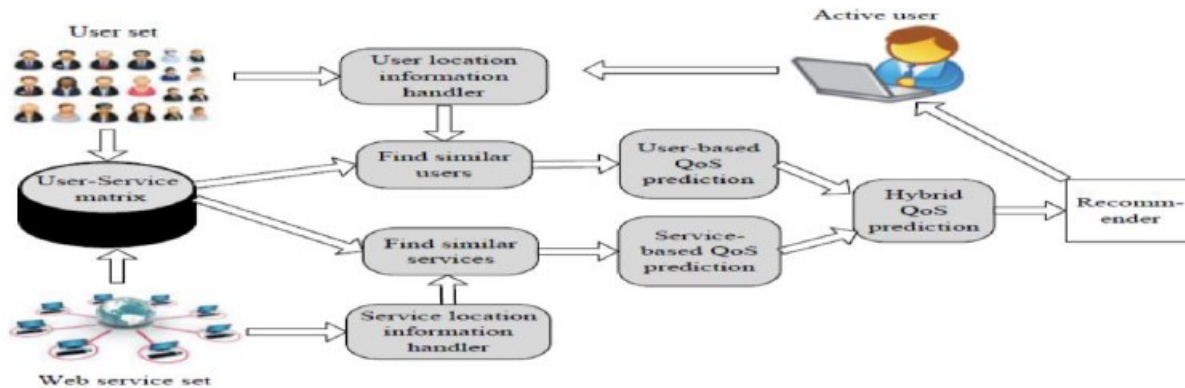 User set
Active user
User location
information
handler
Find similar
users
User-based
QoS
prediction
User-Service
matrix
Hybrid
QoS
prediction
Recomm-
ender
Find similar
services
Service-
based QoS
prediction
Service location
information
handler
Web service set